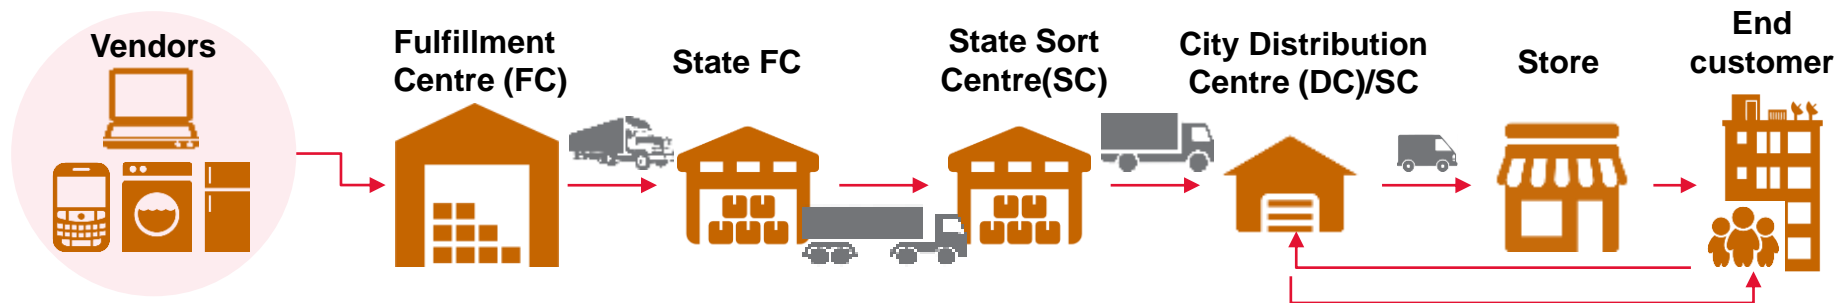 Vendors
Fulfillment
Centre (FC)
State FC
State Sort
Centre(SC)
City Distribution
Centre (DC)/SC
Store
End
customer